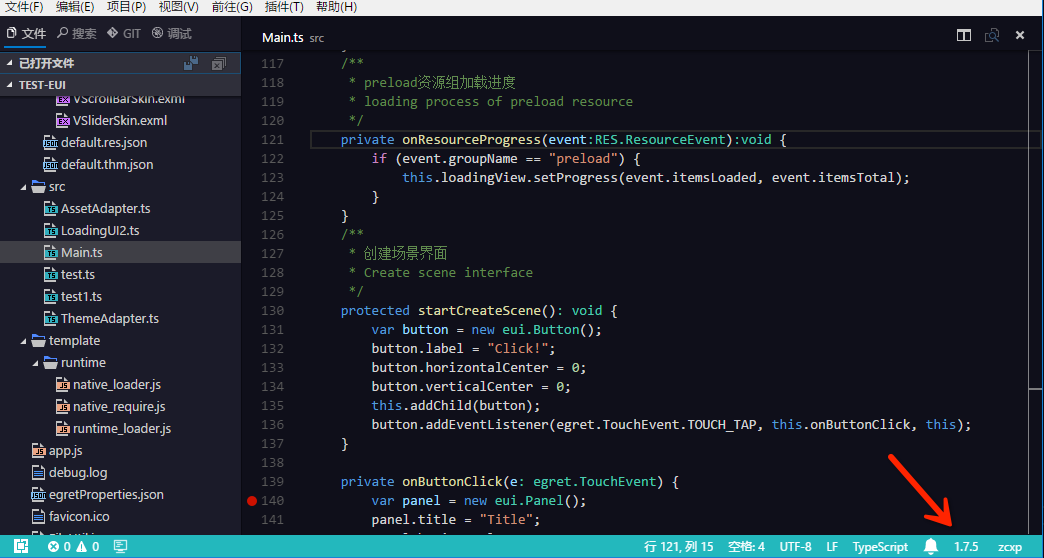 文件(F) 编辑(E) 项目(P) 视图(V) 前往(G) 插件(T) 帮助(H)
文件 搜索 GIT 调试
Main.ts src
已打开文件
TEST-EUI
VScrollBarSkin.exml
VSliderSkin.exml
default.res.json
default.thm.json
src
AssetAdapter.ts
LoadingUI2.ts
Main.ts
test.ts
test1.ts
ThemeAdapter.ts
template
runtime
native_loader.js
native_require.js
runtime_loader.js
app.js
debug.log
egretProperties.json
favicon.ico
117 /**
118 * preload资源组加载进度
119 * loading process of preload resource
120 */
121 private onResourceProgress(event:RES.ResourceEvent):void {
122 if (event.groupName == "preload") {
123 this.loadingView.setProgress(event.itemsLoaded, event.itemsTotal);
124 }
125 }
126 /**
127 * 创建场景界面
128 * Create scene interface
129 */
130 protected startCreateScene(): void {
131 var button = new eui.Button();
132 button.label = "Click!";
133 button.horizontalCenter = 0;
134 button.verticalCenter = 0;
135 this.addChild(button);
136 button.addEventListener(egret.TouchEvent.TOUCH_TAP, this.onButtonClick, this);
137 }
138
139 private onButtonClick(e: egret.TouchEvent) {
140 var panel = new eui.Panel();
141 panel.title = "Title";
0 0 行 121, 列 15 空格: 4 UTF-8 LF TypeScript 1.7.5 zcxp